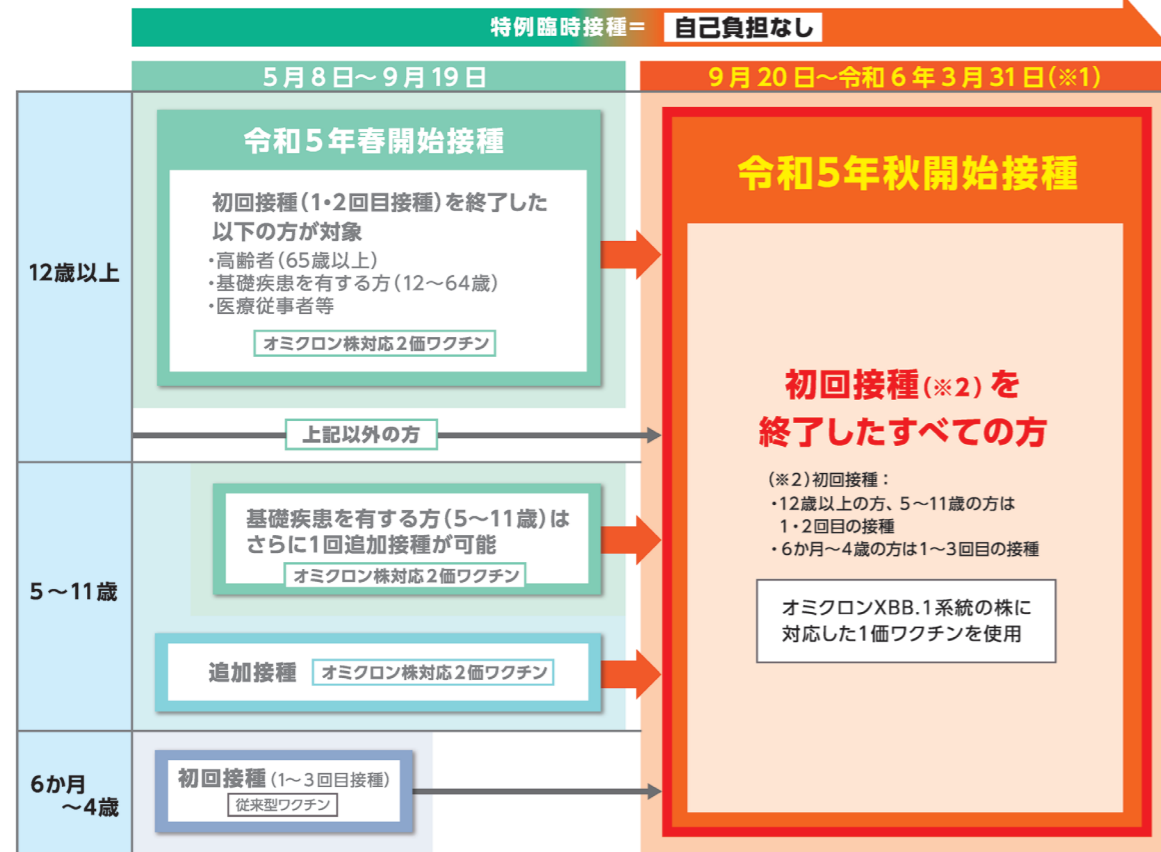 特例臨時接種＝ 自己負担なし
5月8日～9月19日
9月20日～令和6年3月31日(※1)
12歳以上
令和5年春開始接種
初回接種(1・2回目接種)を終了した
以下の方が対象
・高齢者(65歳以上)
・基礎疾患を有する方(12～64歳)
・医療従事者等
オミクロン株対応2価ワクチン
上記以外の方
5～11歳
基礎疾患を有する方(5～11歳)は
さらに1回追加接種が可能
オミクロン株対応2価ワクチン
追加接種 オミクロン株対応2価ワクチン
6か月
～4歳
初回接種(1～3回目接種)
従来型ワクチン
令和5年秋開始接種
初回接種(※2)を
終了したすべての方
(※2)初回接種：
・12歳以上の方、5～11歳の方は
1・2回目の接種
・6か月～4歳の方は1～3回目の接種
オミクロンXBB.1系統の株に
対応した1価ワクチンを使用